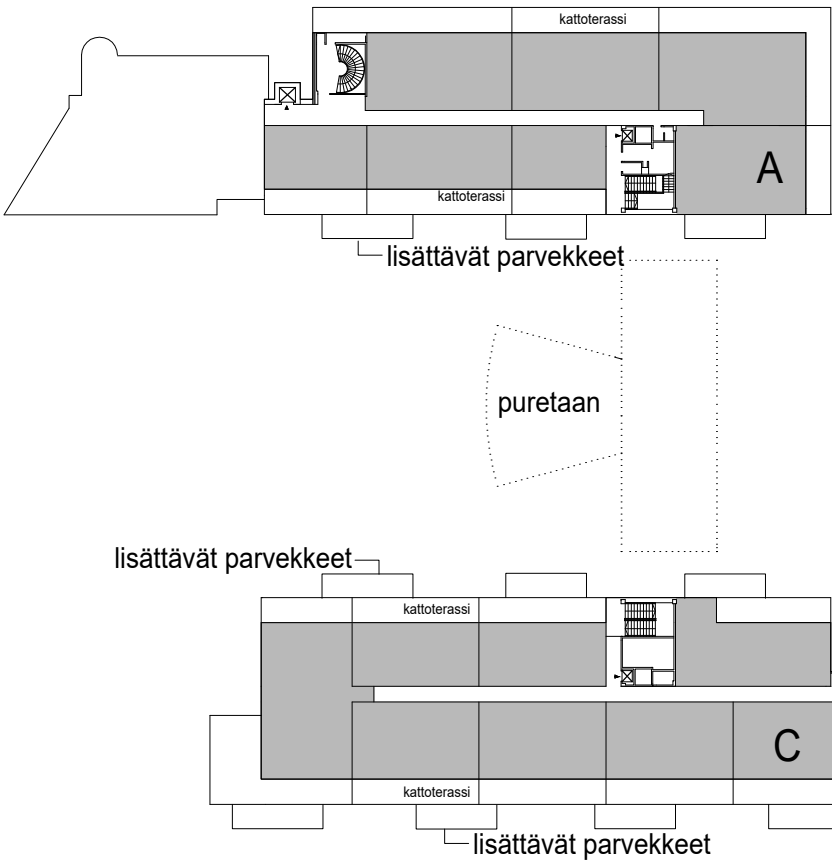 kattoterassi
A
kattoterassi
lisättävät parvekkeet
puretaan
lisättävät parvekkeet
kattoterassi
C
kattoterassi
lisättävät parvekkeet